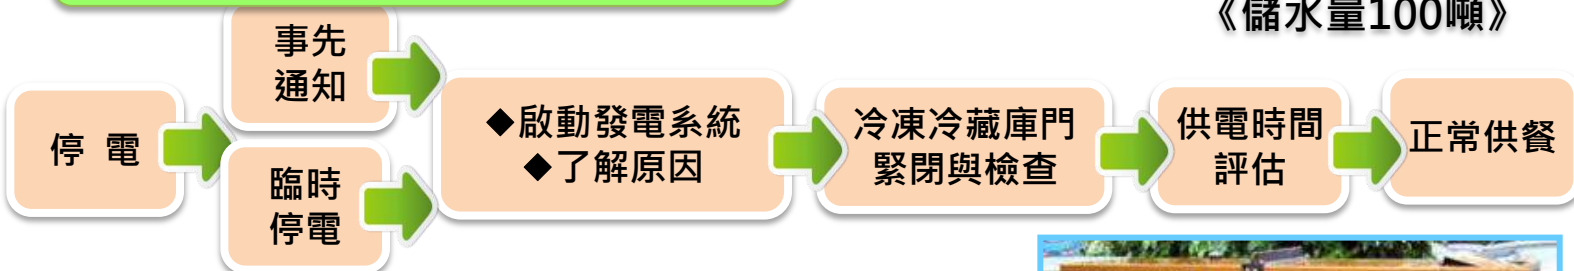 《儲水量100噸》
停 電
事先
通知
臨時
停電
◆啟動發電系統
◆了解原因
冷凍冷藏庫門
緊閉與檢查
供電時間
評估
正常供餐